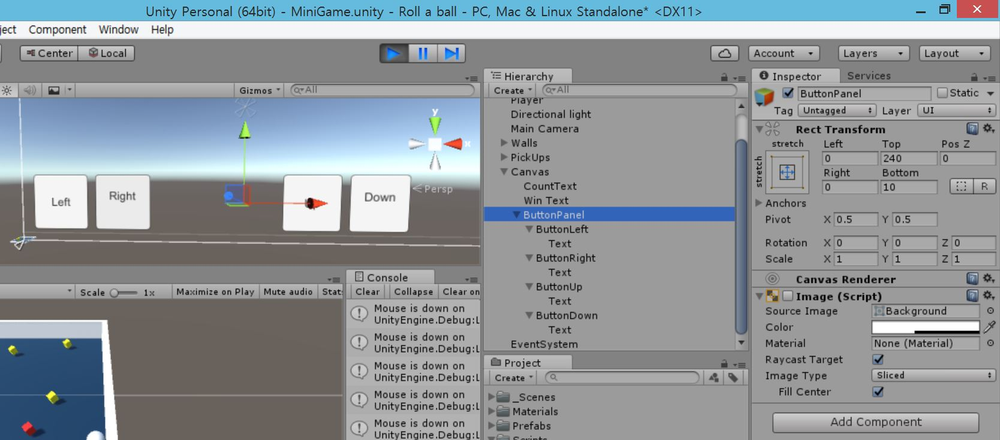 Unity Personal (64bit) - MiniGame.unity - Roll a ball - PC, Mac & Linux Standalone* <DX11>
ject Component Window Help
Center Local
Account Layers Layout
Gizmos All
y
x
Persp
Left Right Down
Scale 1x Maximize on Play Mute audio Stats
Console
Clear Collapse Clear on
Mouse is down on
UnityEngine.Debug:L
Mouse is down on
UnityEngine.Debug:L
Mouse is down on
UnityEngine.Debug:L
Mouse is down on
UnityEngine.Debug:L
Mouse is down on
UnityEngine.Debug:L
Hierarchy
Create All
Player
Directional light
Main Camera
Walls
PickUps
Canvas
CountText
Win Text
ButtonPanel
ButtonLeft
Text
ButtonRight
Text
ButtonUp
Text
ButtonDown
Text
EventSystem
Project
Create
_Scenes
Materials
Prefabs
Scripts
Inspector Services
ButtonPanel Static
Tag Untagged Layer UI
Rect Transform
stretch Left Top Pos Z
stretch
0 240 0
Right Bottom
0 10 R
Anchors
Pivot X 0.5 Y 0.5
Rotation X 0 Y 0 Z 0
Scale X 1 Y 1 Z 1
Canvas Renderer
Image (Script)
Source Image Background
Color
Material None (Material)
Raycast Target
Image Type Sliced
Fill Center
Add Component